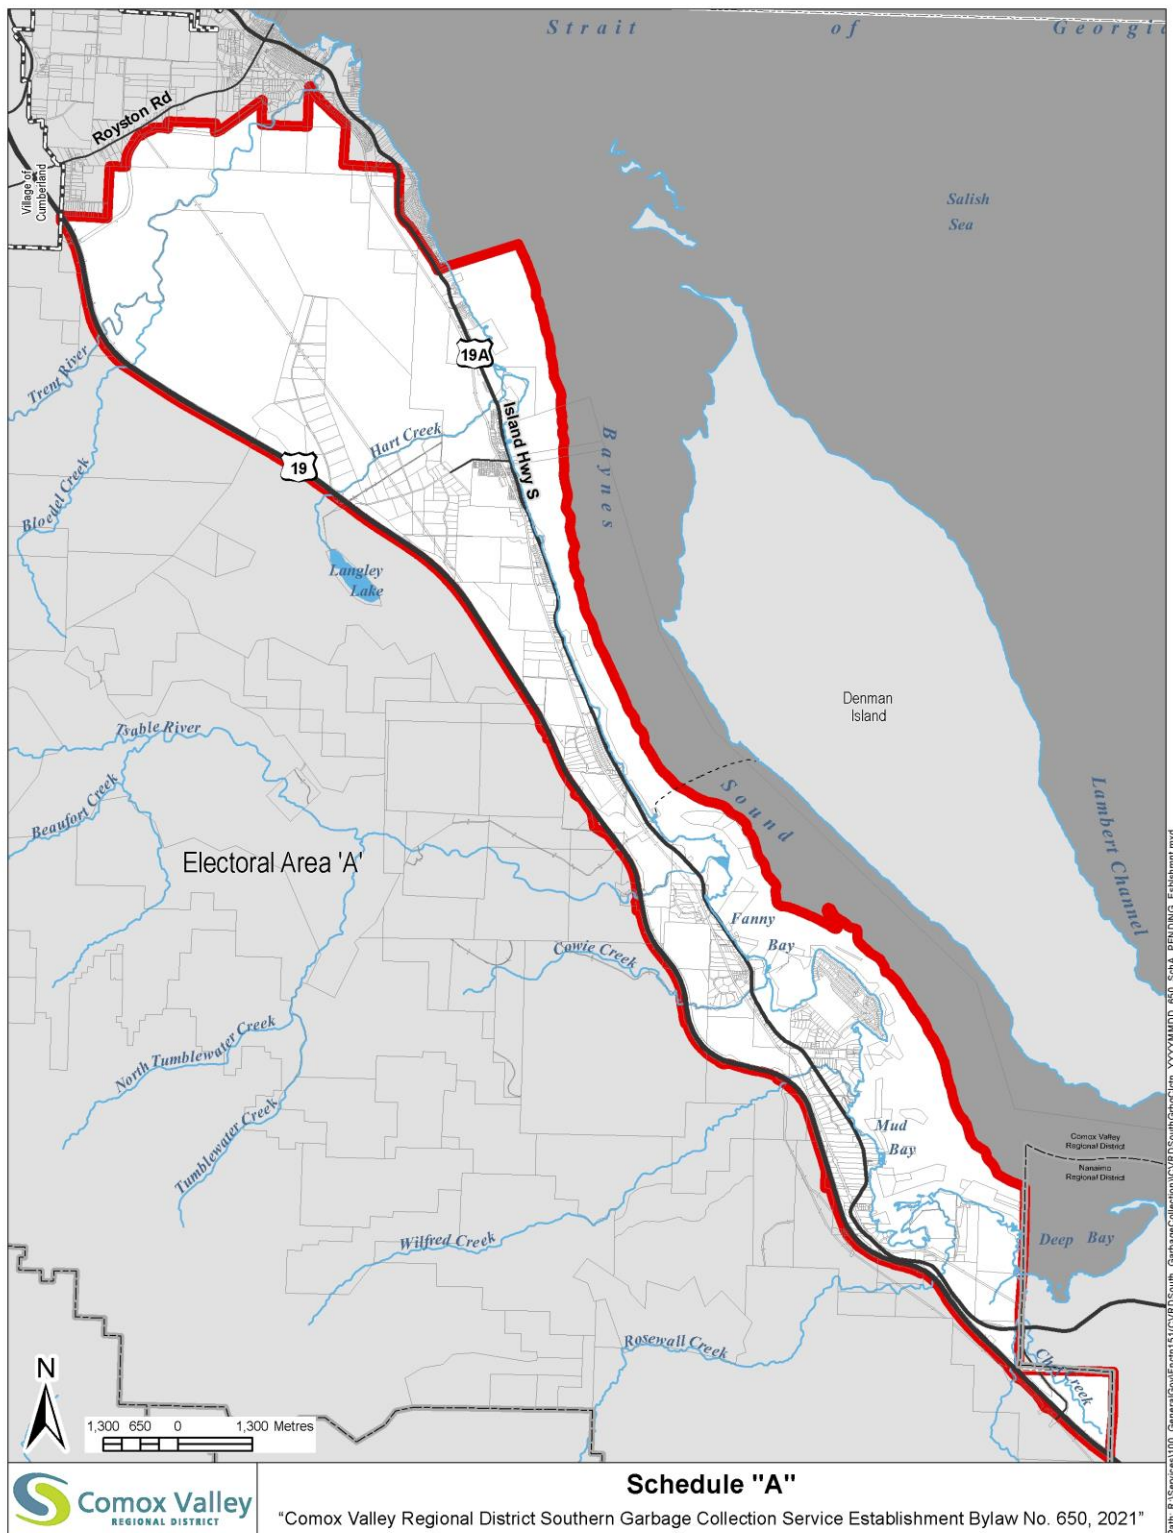 Strait of Georgia
Royston Rd
Village of
Cumberland
Salish
Sea
19A
Trent River
Island Hwy S
Hart Creek
Baynes
19
Bloedel Creek
Langley
Lake
Denman
Island
Tsable River
Beaufort Creek
Sound
Lambert Channel
Electoral Area 'A'
Fanny
Bay
Cowie Creek
North Tumblewater Creek
Tumblewater Creek
Mud
Bay
Comox Valley
Regional District
Nanaimo
Regional District
Deep Bay
Wilfred Creek
Rosewall Creek
N
1,300 650 0 1,300 Metres
Comox Valley
REGIONAL DISTRICT
Schedule "A"
"Comox Valley Regional District Southern Garbage Collection Service Establishment Bylaw No. 650, 2021"